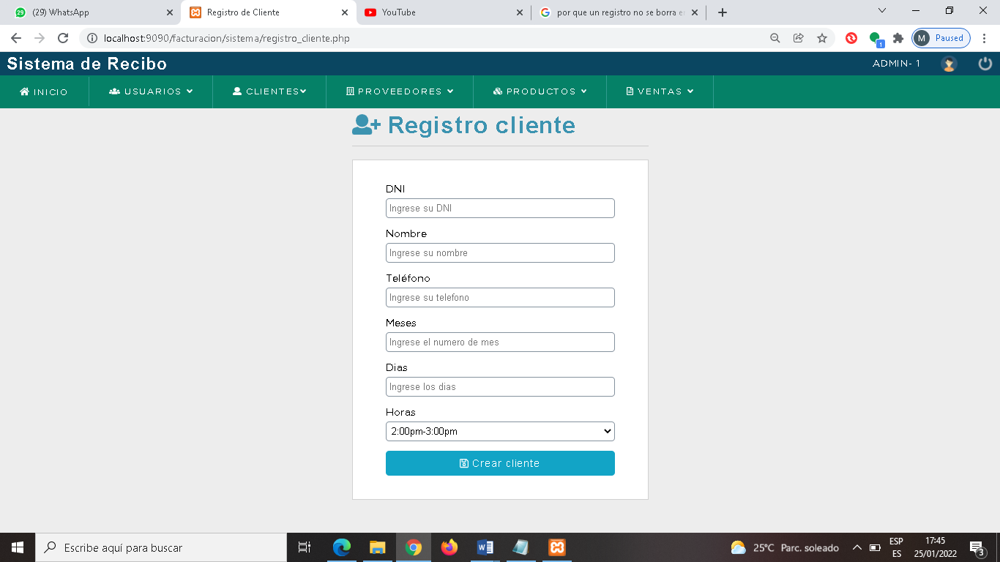 29
(29) WhatsApp
Registro de Cliente
YouTube
por que un registro no se borra e
localhost:9090/facturacion/sistema/registro_cliente.php
1
M
Paused
Sistema de Recibo
ADMIN- 1
INICIO
USUARIOS
CLIENTES
PROVEEDORES
PRODUCTOS
VENTAS
Registro cliente
DNI
Ingrese su DNI
Nombre
Ingrese su nombre
Teléfono
Ingrese su telefono
Meses
Ingrese el numero de mes
Dias
Ingrese los dias
Horas
2:00pm-3:00pm
Crear cliente
Escribe aquí para buscar
25°C Parc. soleado
ESP
ES
17:45
25/01/2022
3